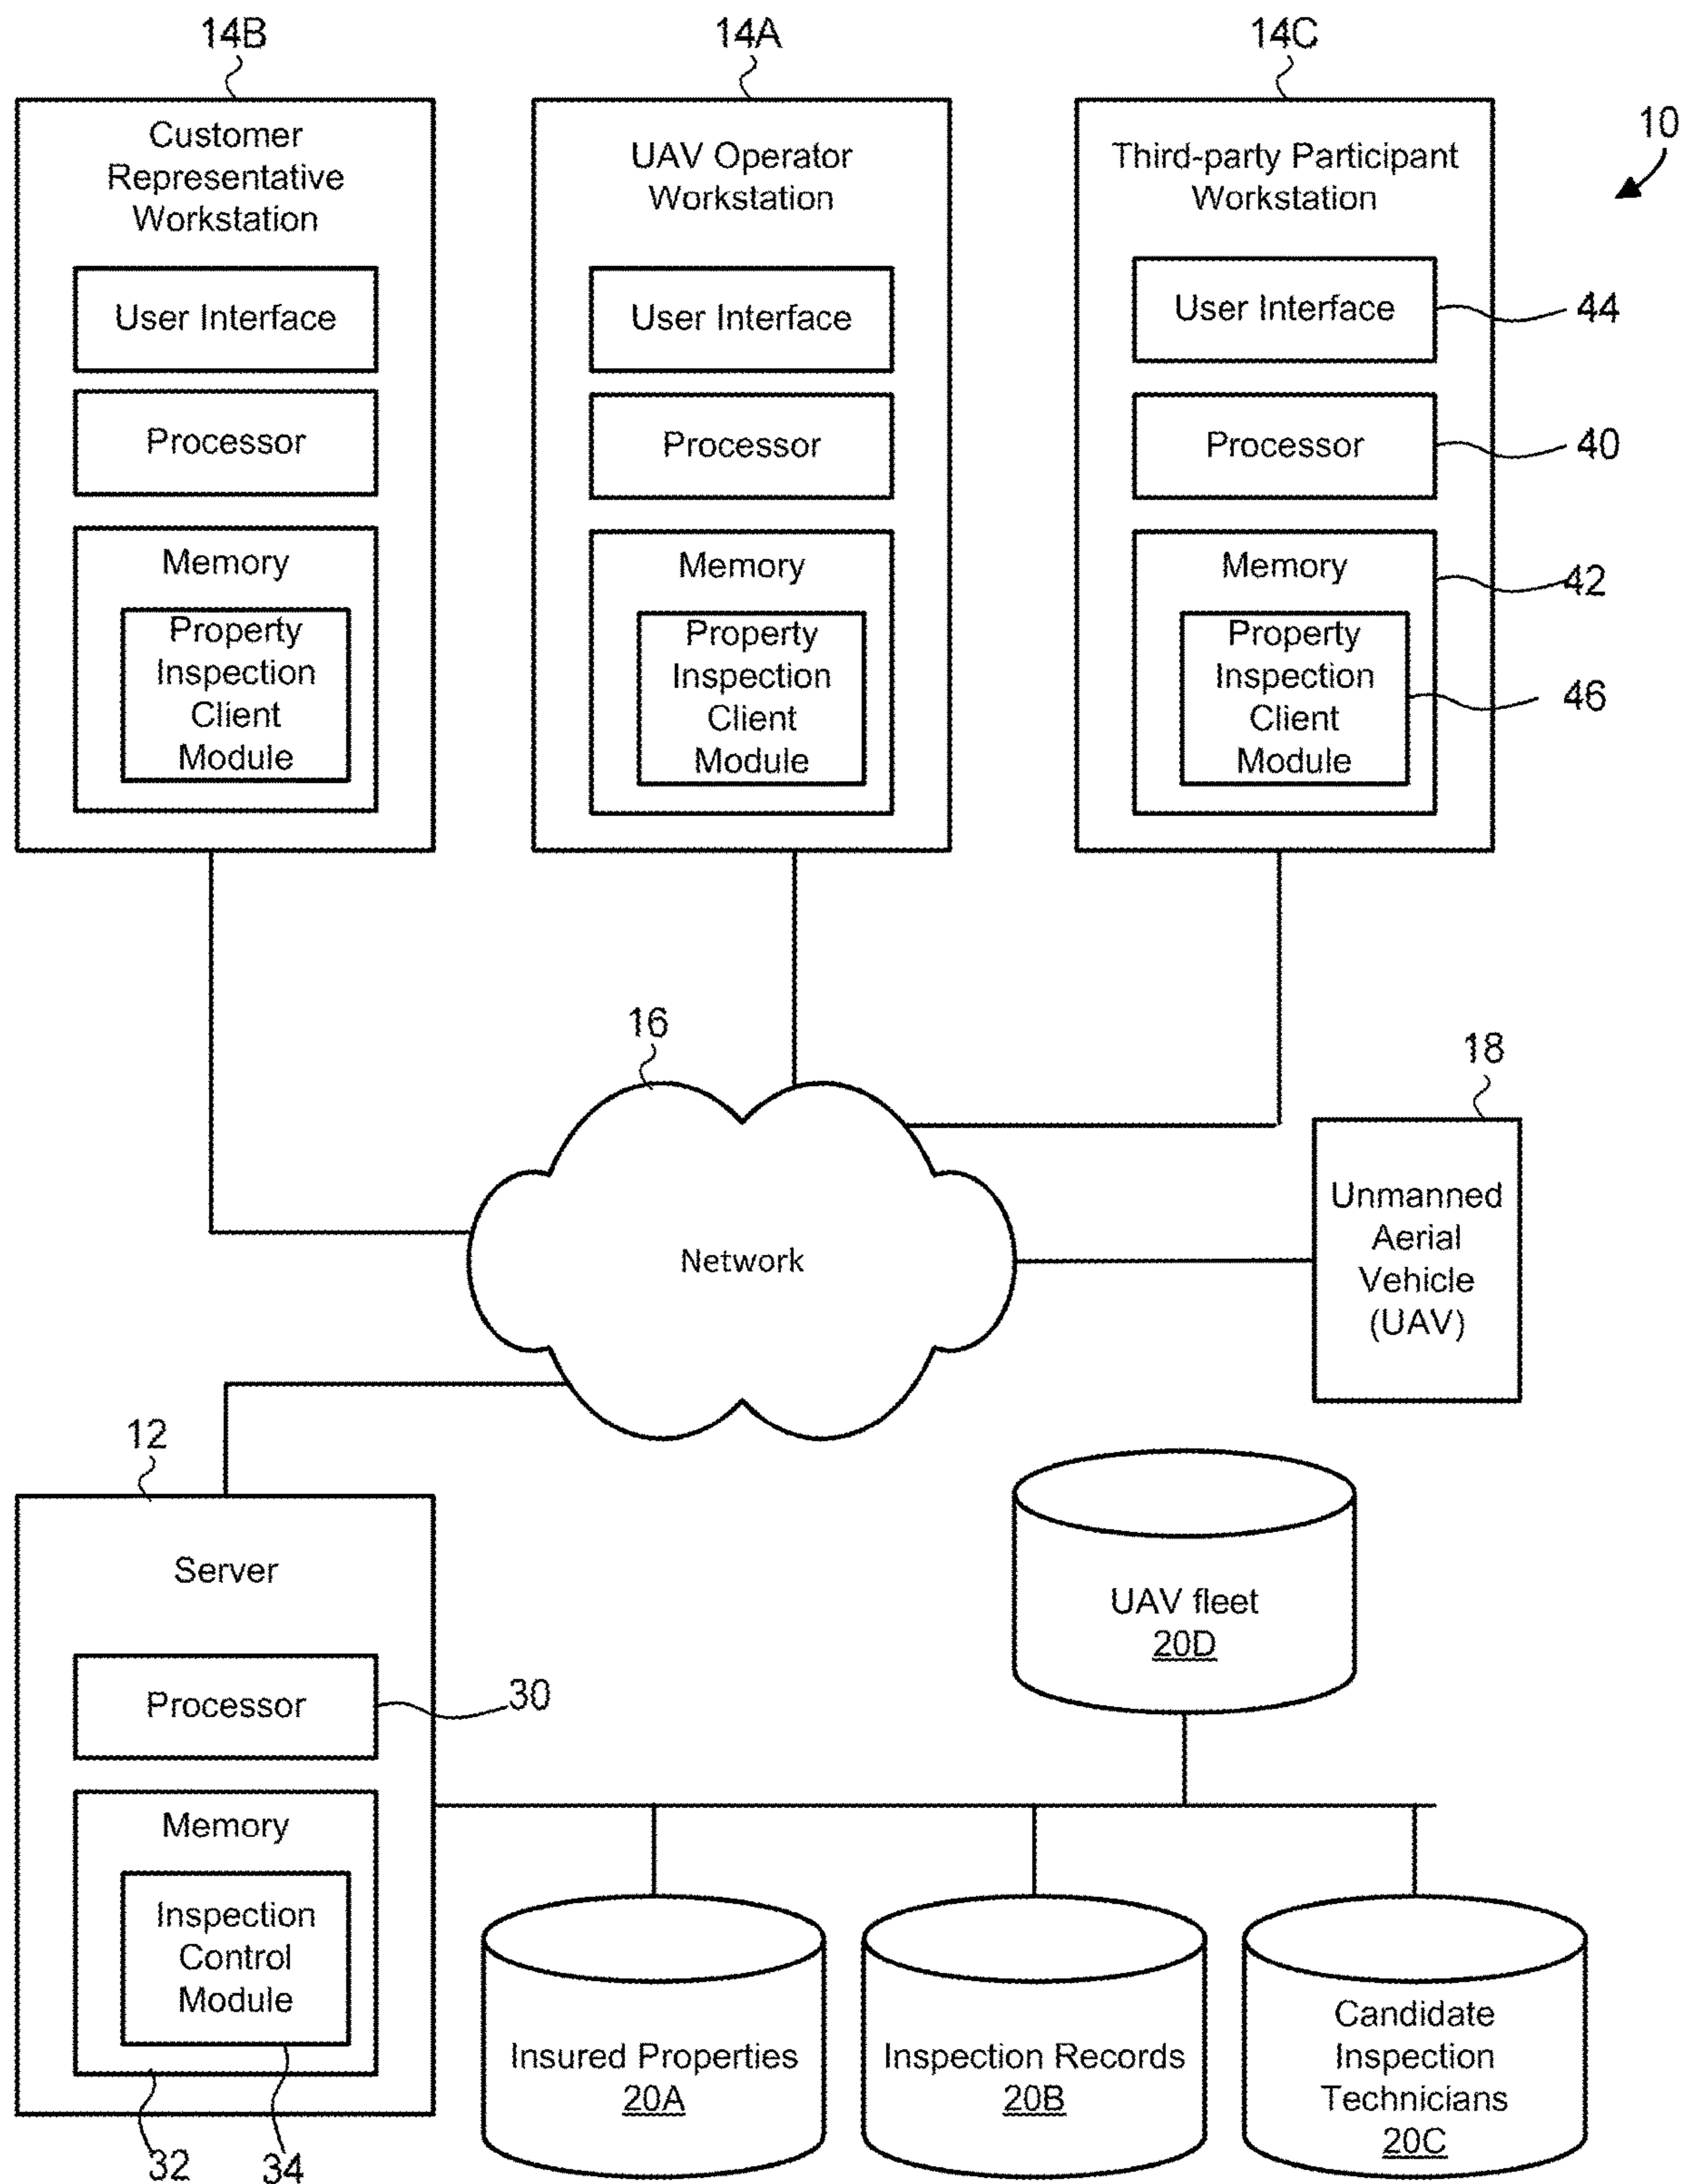 14B
14A
14C
10
Customer
Representative
Workstation
User Interface
Processor
Memory
Property
Inspection
Client
Module
UAV Operator
Workstation
User Interface
Processor
Memory
Property
Inspection
Client
Module
Third-party Participant
Workstation
User Interface
Processor
Memory
Property
Inspection
Client
Module
44
40
42
46
16
Network
18
Unmanned
Aerial
Vehicle
(UAV)
12
Server
Processor
30
Memory
Inspection
Control
Module
32
34
UAV fleet
20D
Insured Properties
20A
Inspection Records
20B
Candidate
Inspection
Technicians
20C